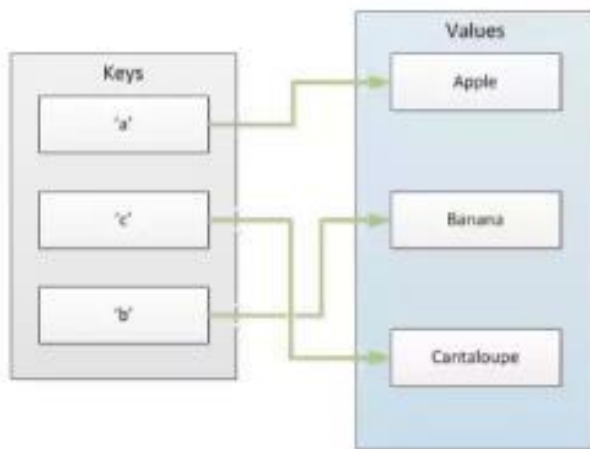 Keys
'a'
'c'
'b'
Values
Apple
Banana
Cantaloupe